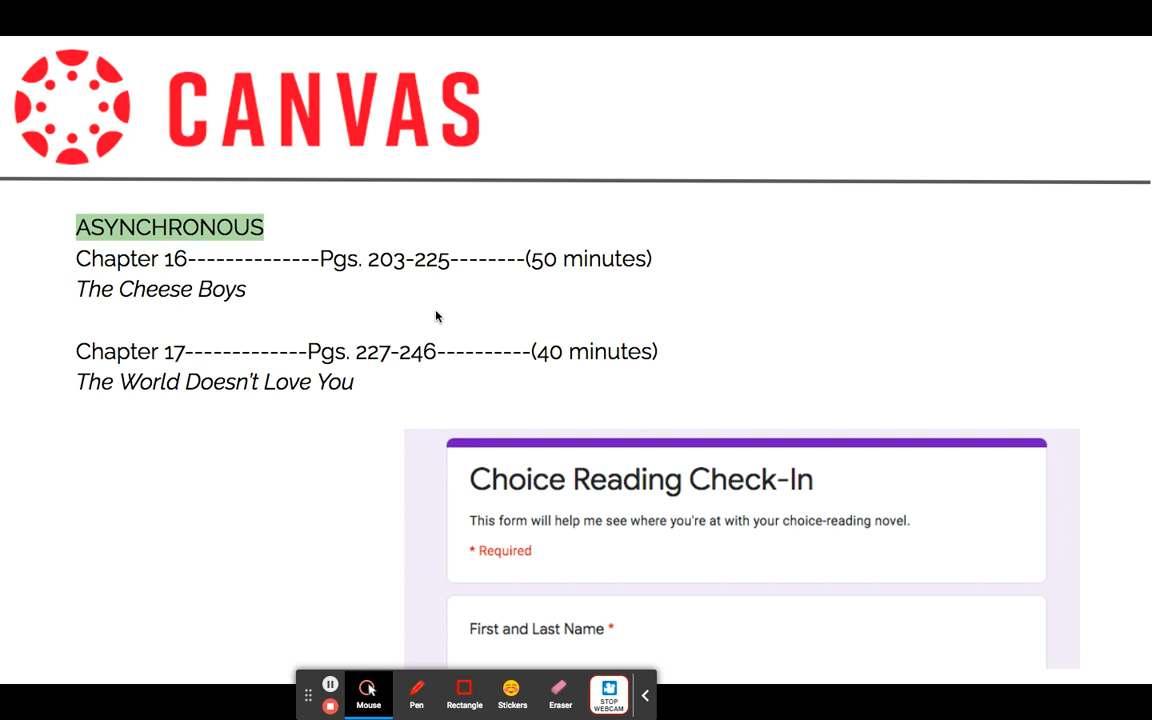 CANVAS
ASYNCHRONOUS
Chapter 16--------------Pgs. 203-225--------(50 minutes)
The Cheese Boys
Chapter 17-------------Pgs. 227-246----------(40 minutes)
The World Doesn't Love You
Choice Reading Check-In
This form will help me see where you're at with your choice-reading novel.
* Required
First and Last Name *
Mouse Pen Rectangle Stickers Eraser STOP WEBCAM